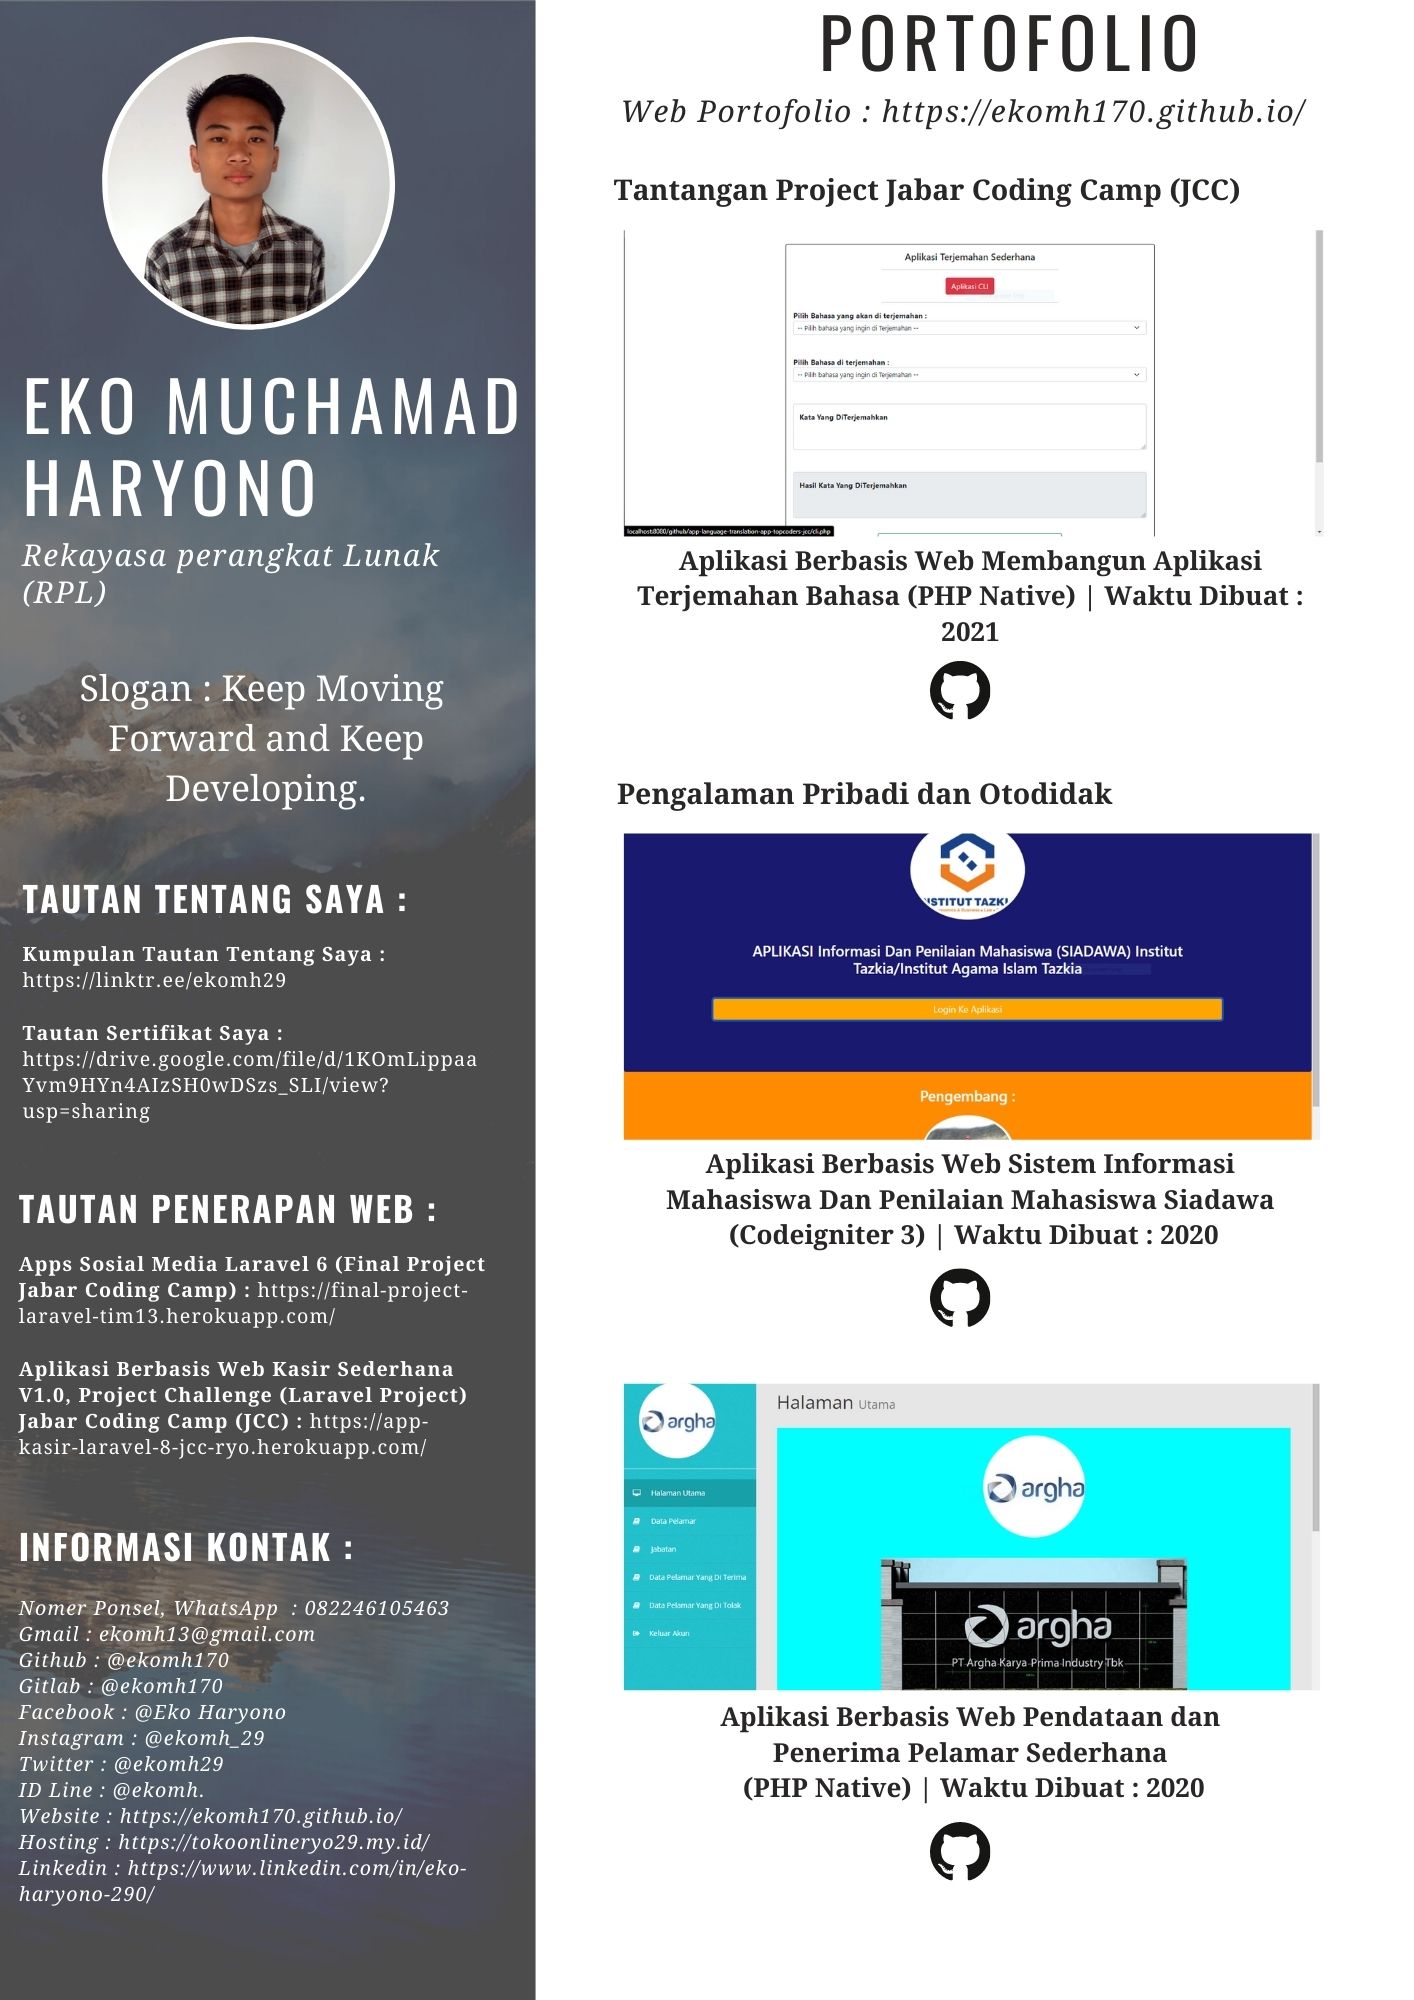 EKO MUCHAMAD
HARYONO
Rekayasa perangkat Lunak
(RPL)
Slogan : Keep Moving
Forward and Keep
Developing.
TAUTAN TENTANG SAYA :
Kumpulan Tautan Tentang Saya :
https://linktr.ee/ekomh29
Tautan Sertifikat Saya :
https://drive.google.com/file/d/1KOmLippaa
Yvm9HYn4AIzSH0wDSzs_SLI/view?
usp=sharing
TAUTAN PENERAPAN WEB :
Apps Sosial Media Laravel 6 (Final Project
Jabar Coding Camp) : https://final-project-
laravel-tim13.herokuapp.com/
Aplikasi Berbasis Web Kasir Sederhana
V1.0, Project Challenge (Laravel Project)
Jabar Coding Camp (JCC) : https://app-
kasir-laravel-8-jcc-ryo.herokuapp.com/
INFORMASI KONTAK :
Nomer Ponsel, WhatsApp  : 082246105463
Gmail : ekomh13@gmail.com
Github : @ekomh170
Gitlab : @ekomh170
Facebook : @Eko Haryono
Instagram : @ekomh_29
Twitter : @ekomh29
ID Line : @ekomh.
Website : https://ekomh170.github.io/
Hosting : https://tokoonlineryo29.my.id/
Linkedin : https://www.linkedin.com/in/eko-
haryono-290/
PORTOFOLIO
Web Portofolio : https://ekomh170.github.io/
Tantangan Project Jabar Coding Camp (JCC)
Aplikasi Terjemahan Sederhana
Aplikasi CLI
Pilih Bahasa yang akan di terjemahan :
-- Pilih bahasa yang ingin di Terjemahan --
Pilih Bahasa di terjemahan :
-- Pilih bahasa yang ingin di Terjemahan --
Kata Yang DiTerjemahkan
Hasil Kata Yang DiTerjemahkan
localhost:8080/github/app-language-translation-app-topcoders-jcc/cli.php
Aplikasi Berbasis Web Membangun Aplikasi
Terjemahan Bahasa (PHP Native) | Waktu Dibuat :
2021
Pengalaman Pribadi dan Otodidak
INSTITUT TAZKI
APLIKASI Informasi Dan Penilaian Mahasiswa (SIADAWA) Institut
Tazkia/Institut Agama Islam Tazkia
Login Ke Aplikasi
Pengembang :
Aplikasi Berbasis Web Sistem Informasi
Mahasiswa Dan Penilaian Mahasiswa Siadawa
(Codeigniter 3) | Waktu Dibuat : 2020
argha
Halaman Utama
Data Pelamar
Jabatan
Data Pelamar Yang Di Terima
Data Pelamar Yang Di Tolak
Keluar Akun
Halaman Utama
argha
argha
PT Argha Karya Prima Industry Tbk
Aplikasi Berbasis Web Pendataan dan
Penerima Pelamar Sederhana
(PHP Native) | Waktu Dibuat : 2020